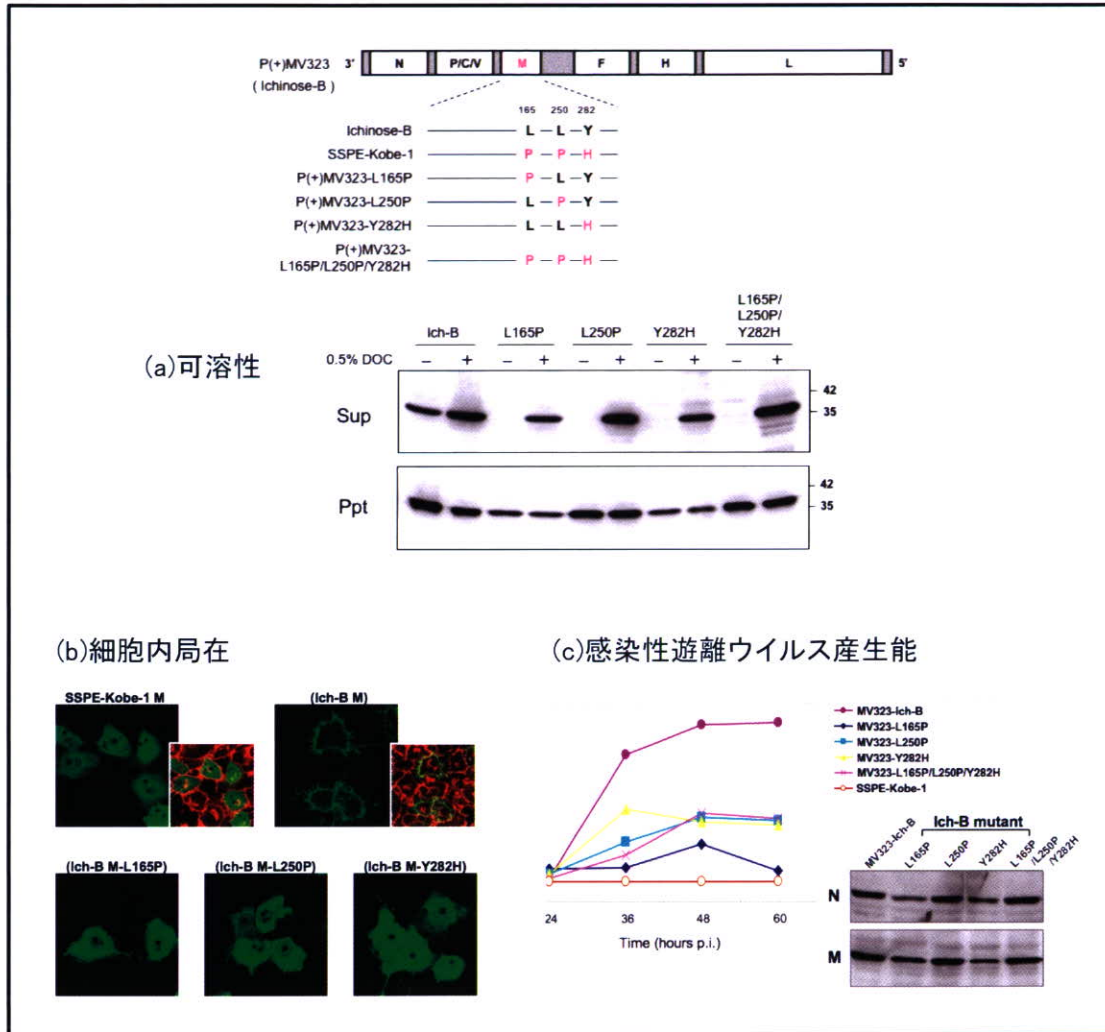 P(+)MV323 3' N P/C/V M F H L 5'
( Ichinose-B )
165 250 282
Ichinose-B L — L — Y
SSPE-Kobe-1 P — P — H
P(+)MV323-L165P P — L — Y
P(+)MV323-L250P L — P — Y
P(+)MV323-Y282H L — L — H
P(+)MV323-
L165P/L250P/Y282H P — P — H
L165P/
L250P/
Ich-B L165P L250P Y282H Y282H
(a)可溶性
0.5% DOC – + – + – + – + – +
Sup 42
35
Ppt 42
35
(b)細胞内局在
SSPE-Kobe-1 M (Ich-B M)
(Ich-B M-L165P) (Ich-B M-L250P) (Ich-B M-Y282H)
(c)感染性遊離ウイルス産生能
MV323-Ich-B
MV323-L165P
MV323-L250P
MV323-Y282H
MV323-L165P/L250P/Y282H
SSPE-Kobe-1
24 36 48 60
Time (hours p.i.)
Ich-B mutant
MV323-Ich-B L165P L250P Y282H L165P /L250P /Y282H
N
M